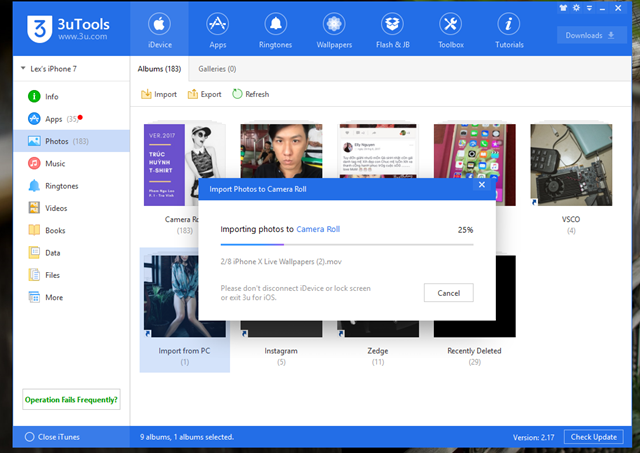 3uTools
www.3u.com
iDevice
Apps
Ringtones
Wallpapers
Flash & JB
Toolbox
Tutorials
Downloads
Lex's iPhone 7
Albums (183)
Galleries (0)
Info
Apps (35)
Photos (183)
Music
Ringtones
Videos
Books
Data
Files
More
Import
Export
Refresh
VER.2017
TRÚC
HUỲNH
T-SHIRT
Elly Nguyen
Camera Ro
(183)
VSCO
(4)
Import Photos to Camera Roll
Importing photos to Camera Roll
25%
2/8 iPhone X Live Wallpapers (2).mov
Please don't disconnect iDevice or lock screen
or exit 3u for iOS.
Cancel
Import from PC
(1)
Instagram
(5)
Zedge
(11)
Recently Deleted
(29)
Operation fails Frequently?
Close iTunes
9 albums, 1 albums selected.
Version: 2.17
Check Update